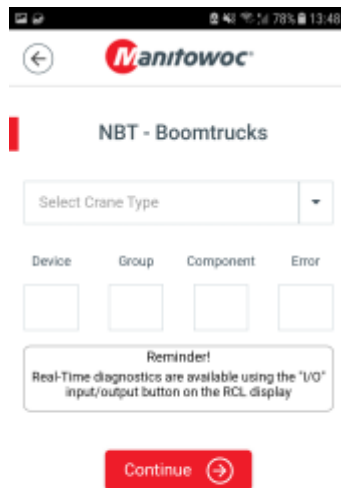 78% 13:48
Manitowoc
NBT - Boomtrucks
Select Crane Type
Device Group Component Error
Reminder!
Real-Time diagnostics are available using the "I/O"
input/output button on the RCL display
Continue